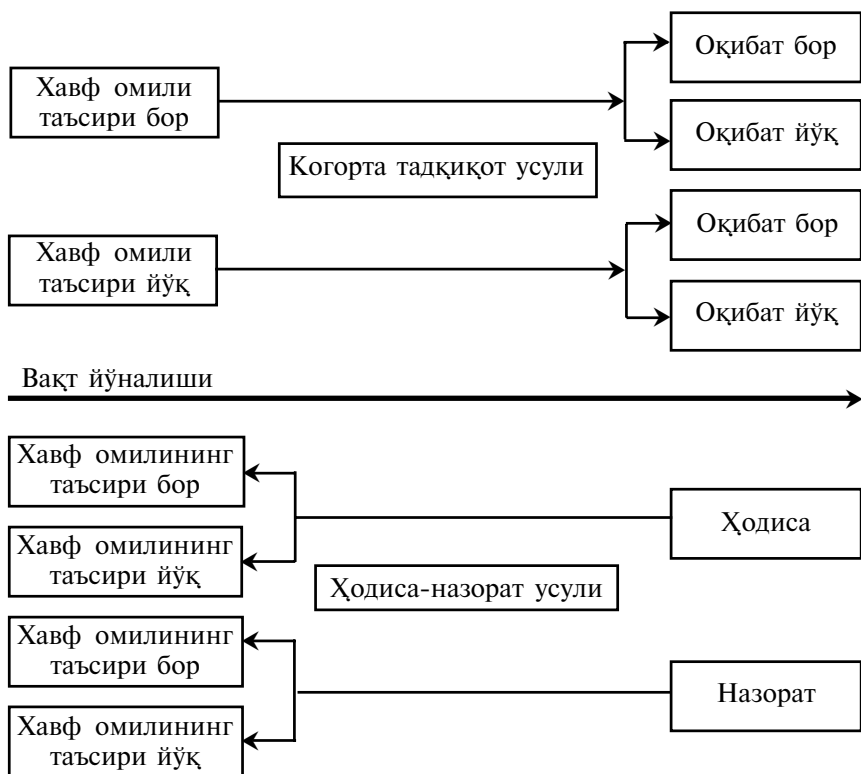 Хавф омили
таъсири бор
Оқибат бор
Оқибат йўқ
Когорта тадқиқот усули
Хавф омили
таъсири йўқ
Оқибат бор
Оқибат йўқ
Вақт йўналиши
Хавф омилининг
таъсири бор
Хавф омилининг
таъсири йўқ
Ҳодиса
Ҳодиса-назорат усули
Хавф омилининг
таъсири бор
Хавф омилининг
таъсири йўқ
Назорат